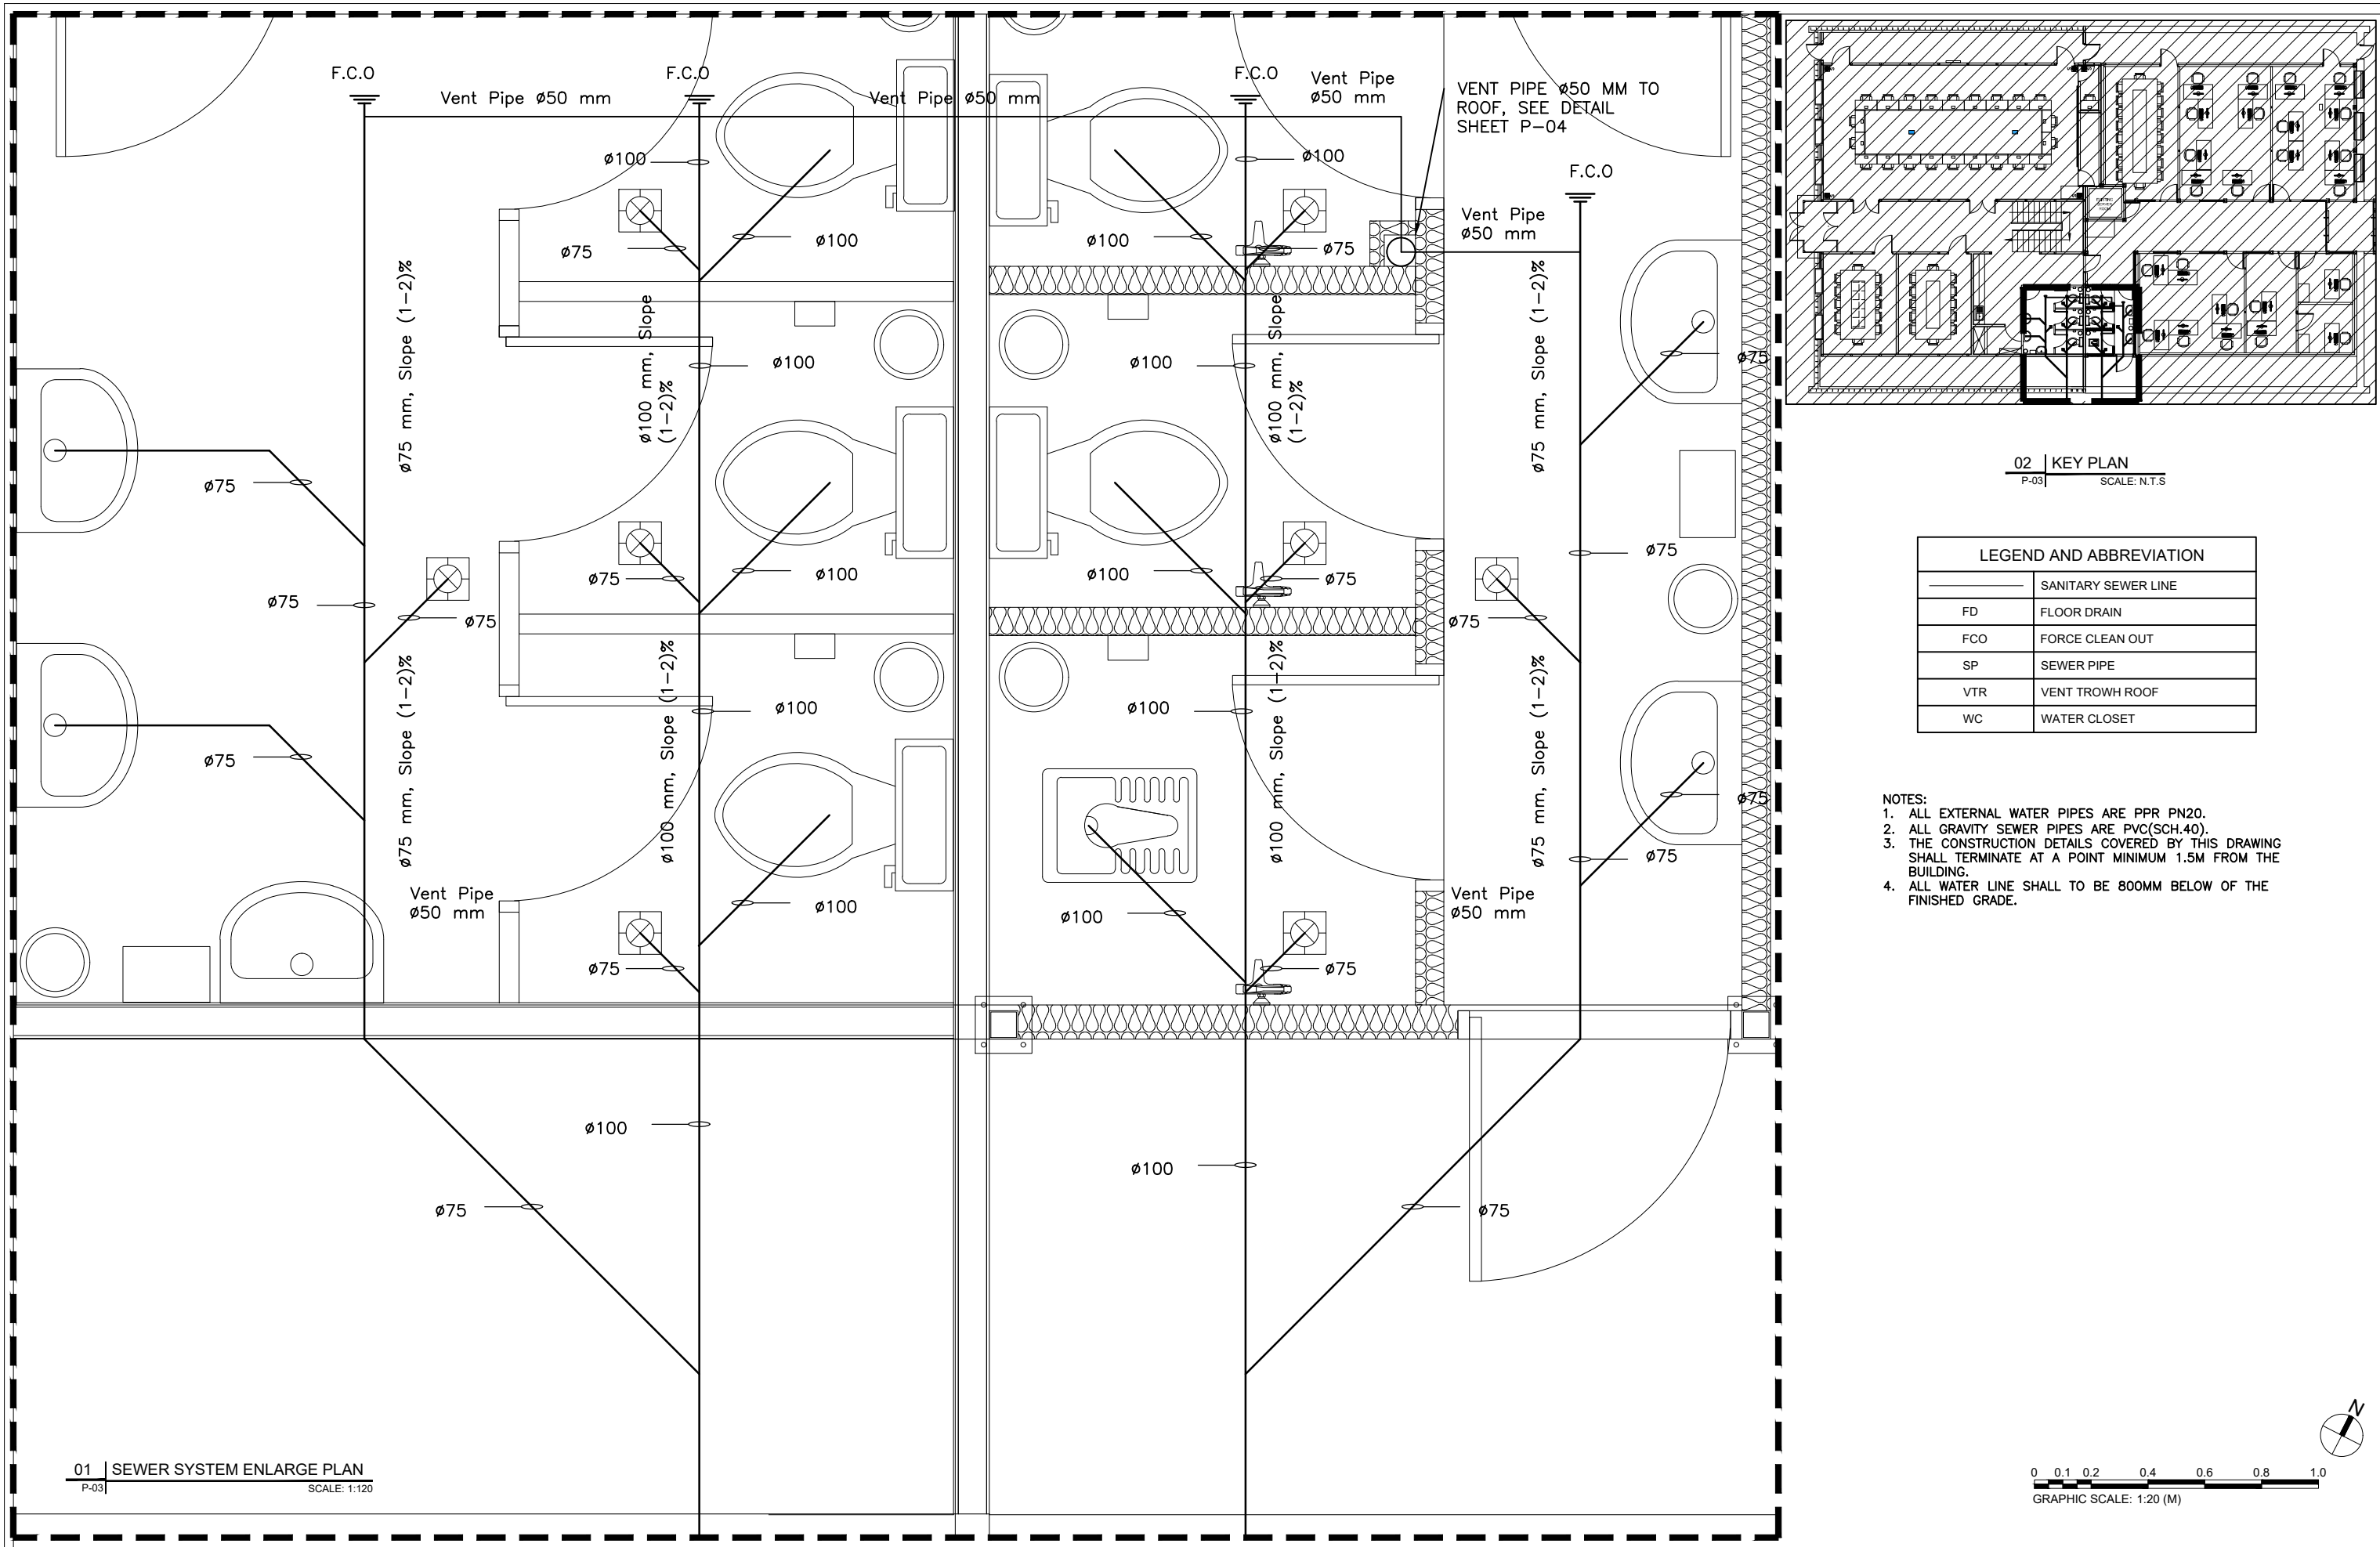 F.C.O
F.C.O
F.C.O
Vent Pipe ø50 mm
Vent Pipe ø50 mm
Vent Pipe
ø50 mm
VENT PIPE ø50 MM TO
ROOF, SEE DETAIL
SHEET P-04
ø100
ø100
F.C.O
Vent Pipe
ø50 mm
ø75
ø100
ø100
ø75
ø75 mm, Slope (1-2)%
ø100 mm, Slope
(1-2)%
ø100 mm, Slope
(1-2)%
ø75 mm, Slope (1-2)%
ø100
ø100
ø75
ø75
ø75
ø100
ø100
ø75
ø75
ø75
ø75
ø75
ø75 mm, Slope (1-2)%
ø100 mm, Slope (1-2)%
ø100 mm, Slope (1-2)%
ø75 mm, Slope (1-2)%
ø100
ø100
ø75
ø75
ø75
Vent Pipe
ø50 mm
ø100
ø100
Vent Pipe
ø50 mm
ø75
ø75
ø100
ø100
ø75
ø75
01 SEWER SYSTEM ENLARGE PLAN
P-03 SCALE: 1:120
02 KEY PLAN
P-03 SCALE: N.T.S
LEGEND AND ABBREVIATION
SANITARY SEWER LINE
FD FLOOR DRAIN
FCO FORCE CLEAN OUT
SP SEWER PIPE
VTR VENT TROWH ROOF
WC WATER CLOSET
NOTES:
1. ALL EXTERNAL WATER PIPES ARE PPR PN20.
2. ALL GRAVITY SEWER PIPES ARE PVC(SCH.40).
3. THE CONSTRUCTION DETAILS COVERED BY THIS DRAWING
SHALL TERMINATE AT A POINT MINIMUM 1.5M FROM THE
BUILDING.
4. ALL WATER LINE SHALL TO BE 800MM BELOW OF THE
FINISHED GRADE.
N
0 0.1 0.2 0.4 0.6 0.8 1.0
GRAPHIC SCALE: 1:20 (M)